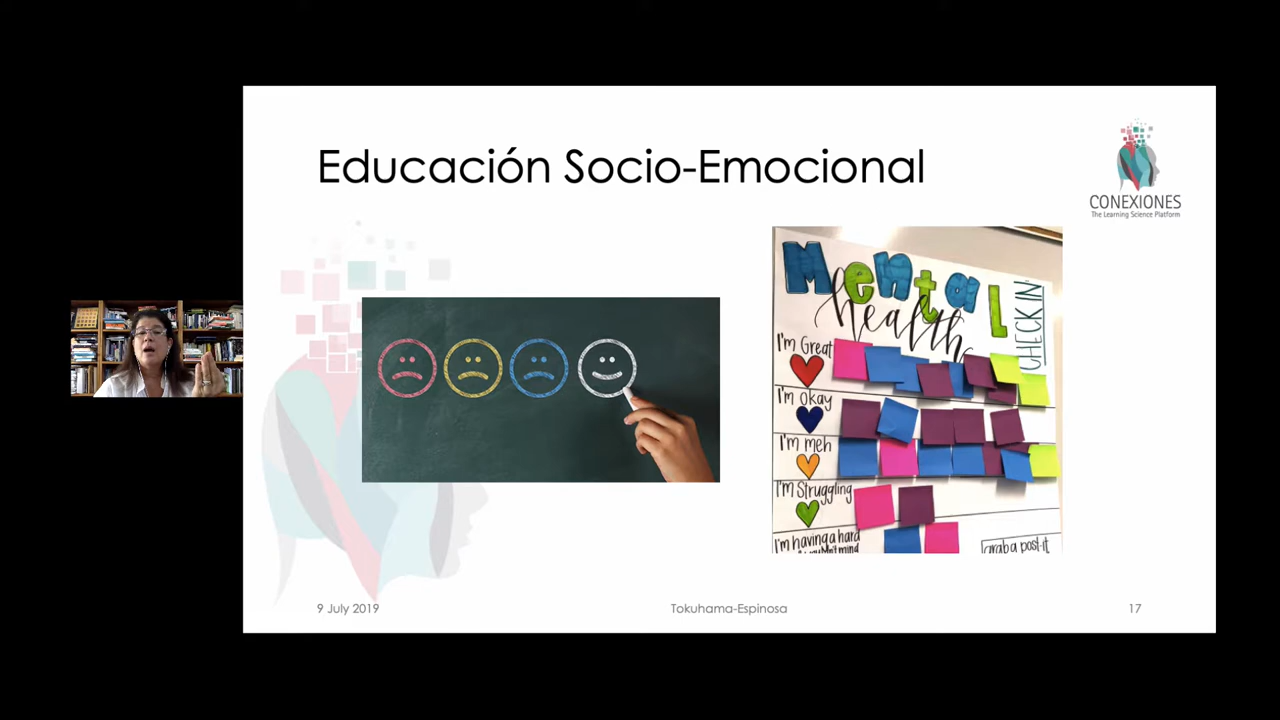 Educación Socio-Emocional
CONEXIONES
The Learning Science Platform
Mental
health
CHECK IN
I'm Great
I'm Okay
I'm meh
I'm Struggling
I'm having a hard
mind
grab a post-it
9 July 2019
Tokuhama-Espinosa
17